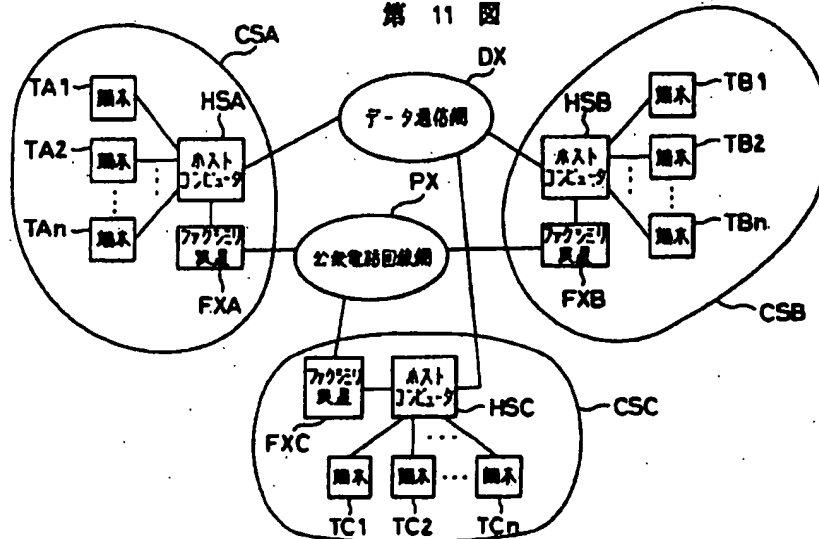 第 11 図
CSA
DX
TA1
端末
HSA
データ通信網
HSB
端末
TB1
TA2
端末
ホスト
コンピュータ
ホスト
コンピュータ
端末
TB2
PX
TAn
端末
ファクシミリ
装置
公衆電話回線網
ファクシミリ
装置
端末
TBn
FXA
FXB
CSB
ファクシミリ
装置
ホスト
コンピュータ
HSC
CSC
FXC
端末
端末
端末
TC1
TC2
TCn